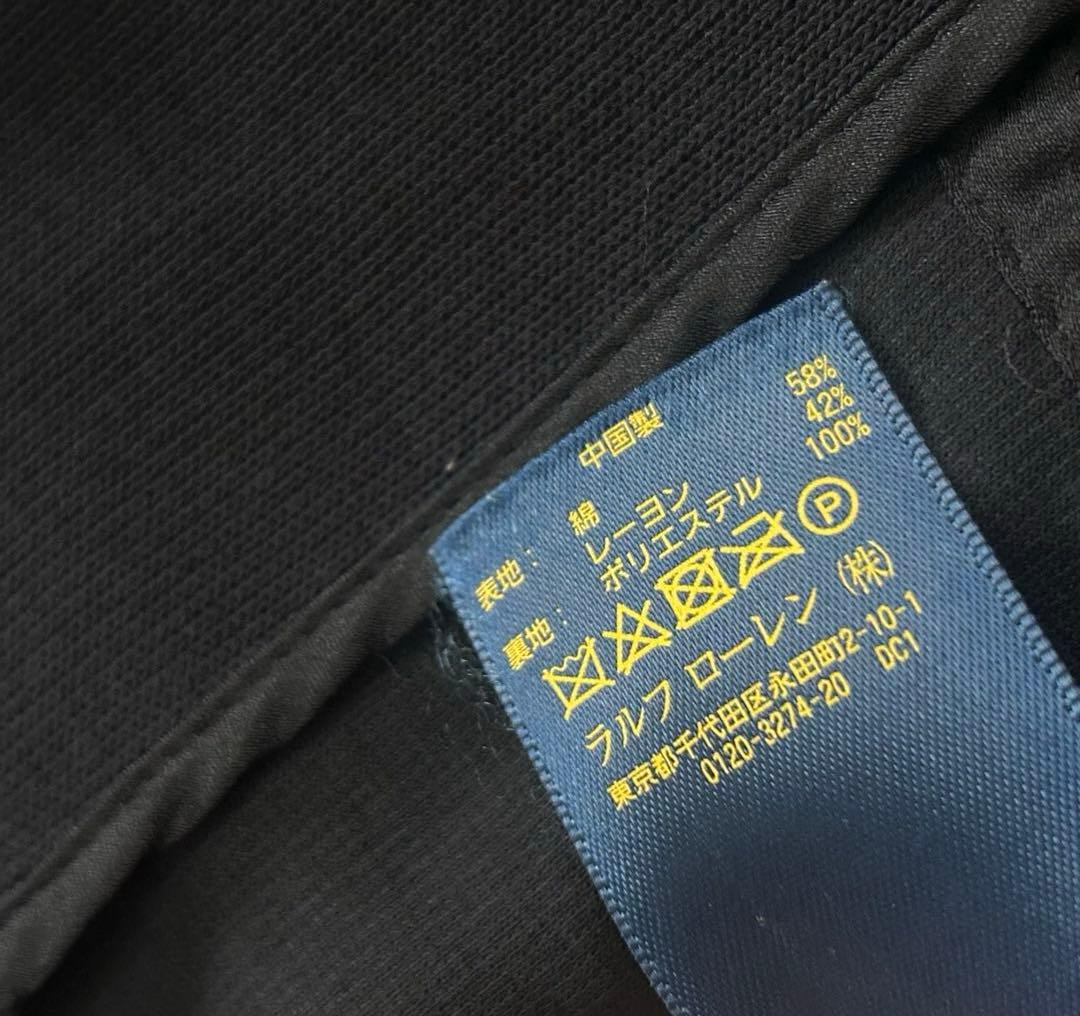 中国製
表地： 綿 58%
レーヨン 42%
裏地： ポリエステル 100%
P
ラルフ ローレン (株)
東京都千代田区永田町2-10-1
0120-3274-20 DC1